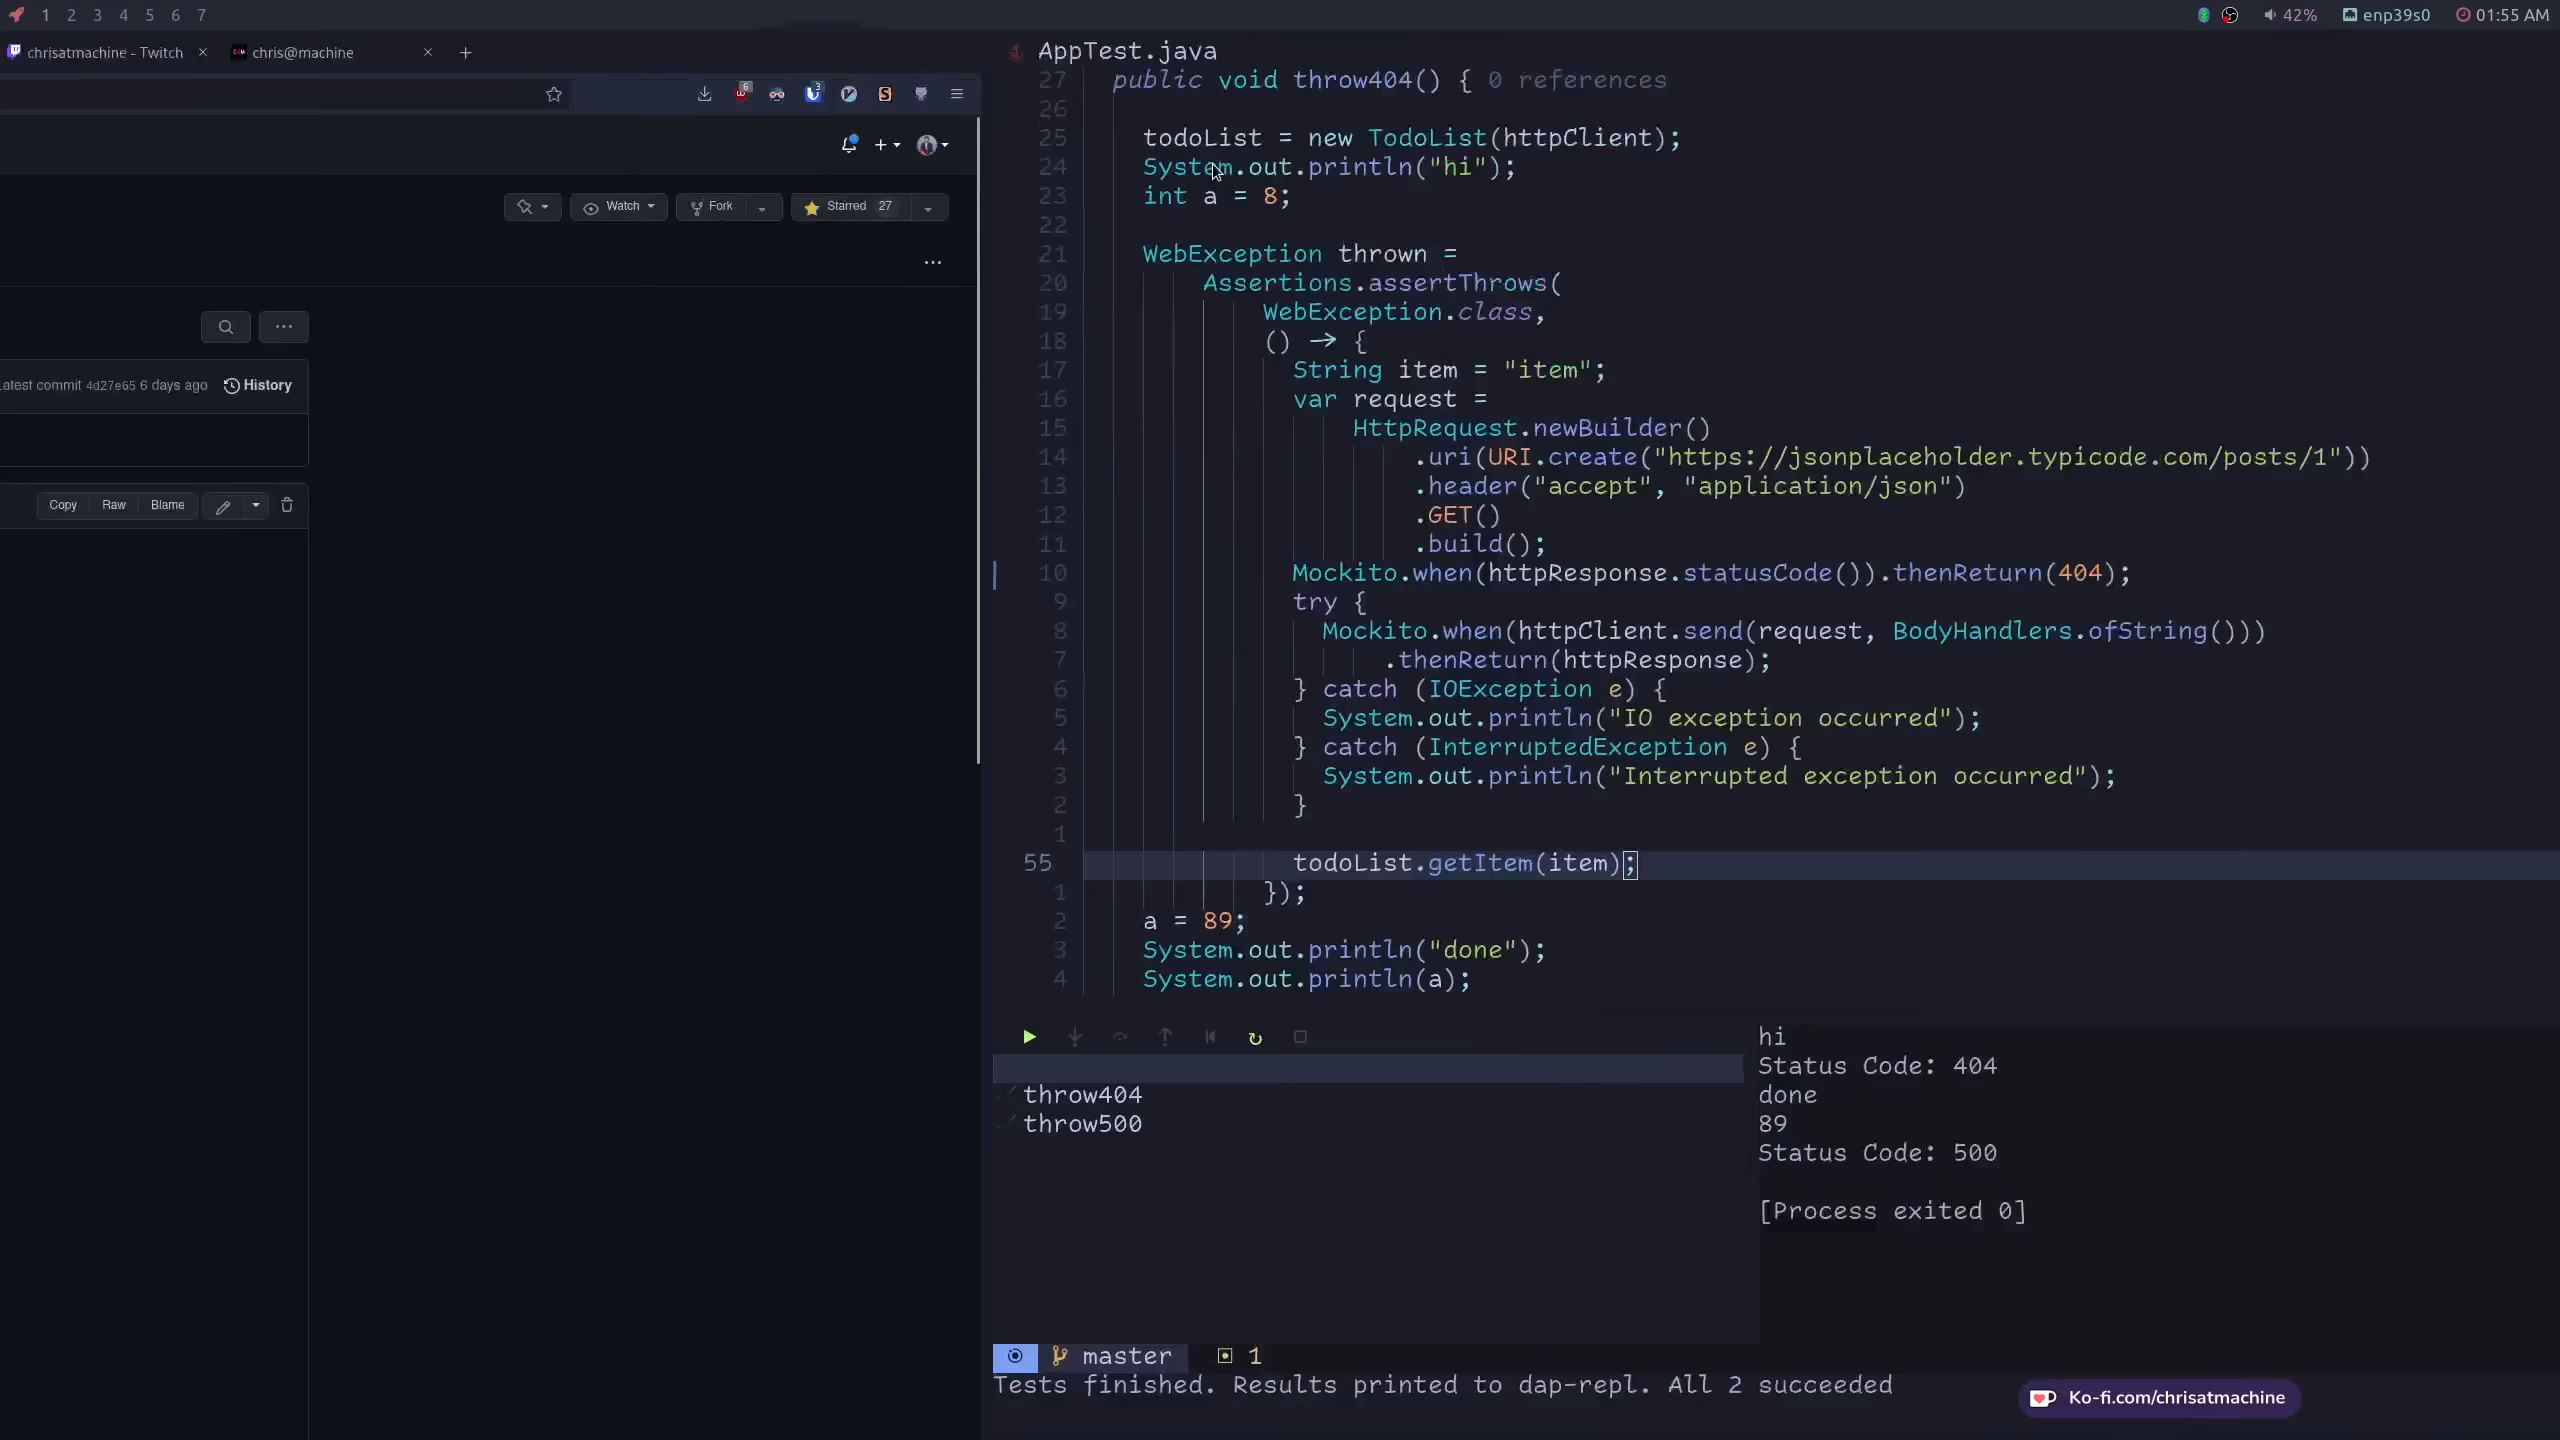 1 2 3 4 5 6 7
42% enp39s0 01:55 AM
chrisatmachine - Twitch × chris@machine × +
6 3
Watch Fork Starred 27
...
...
Latest commit 4d27e65 6 days ago History
Copy Raw Blame
AppTest.java
27 public void throw404() { 0 references
26
25 todoList = new TodoList(httpClient);
24 System.out.println("hi");
23 int a = 8;
22
21 WebException thrown =
20 Assertions.assertThrows(
19 WebException.class,
18 () → {
17 String item = "item";
16 var request =
15 HttpRequest.newBuilder()
14 .uri(URI.create("https://jsonplaceholder.typicode.com/posts/1"))
13 .header("accept", "application/json")
12 .GET()
11 .build();
10 Mockito.when(httpResponse.statusCode()).thenReturn(404);
9 try {
8 Mockito.when(httpClient.send(request, BodyHandlers.ofString()))
7 .thenReturn(httpResponse);
6 } catch (IOException e) {
5 System.out.println("IO exception occurred");
4 } catch (InterruptedException e) {
3 System.out.println("Interrupted exception occurred");
2 }
1
55 todoList.getItem(item);
1 });
2 a = 89;
3 System.out.println("done");
4 System.out.println(a);
throw404
throw500
hi
Status Code: 404
done
89
Status Code: 500
[Process exited 0]
master 1
Tests finished. Results printed to dap-repl. All 2 succeeded
Ko-fi.com/chrisatmachine